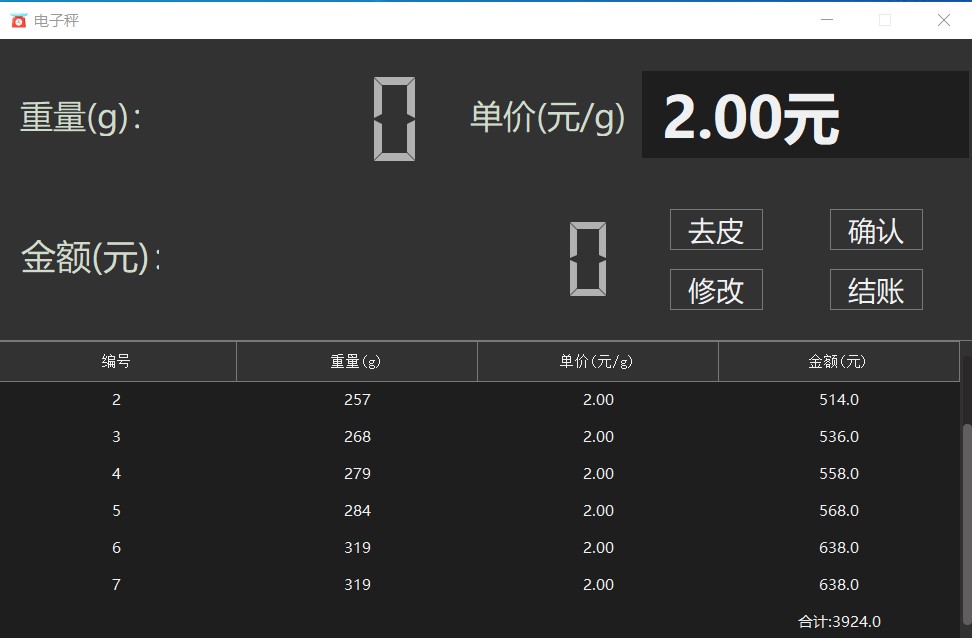 电子秤
重量(g): 0 单价(元/g) 2.00元
金额(元): 0
去皮 确认
修改 结账
编号 重量(g) 单价(元/g) 金额(元)
2 257 2.00 514.0
3 268 2.00 536.0
4 279 2.00 558.0
5 284 2.00 568.0
6 319 2.00 638.0
7 319 2.00 638.0
合计:3924.0